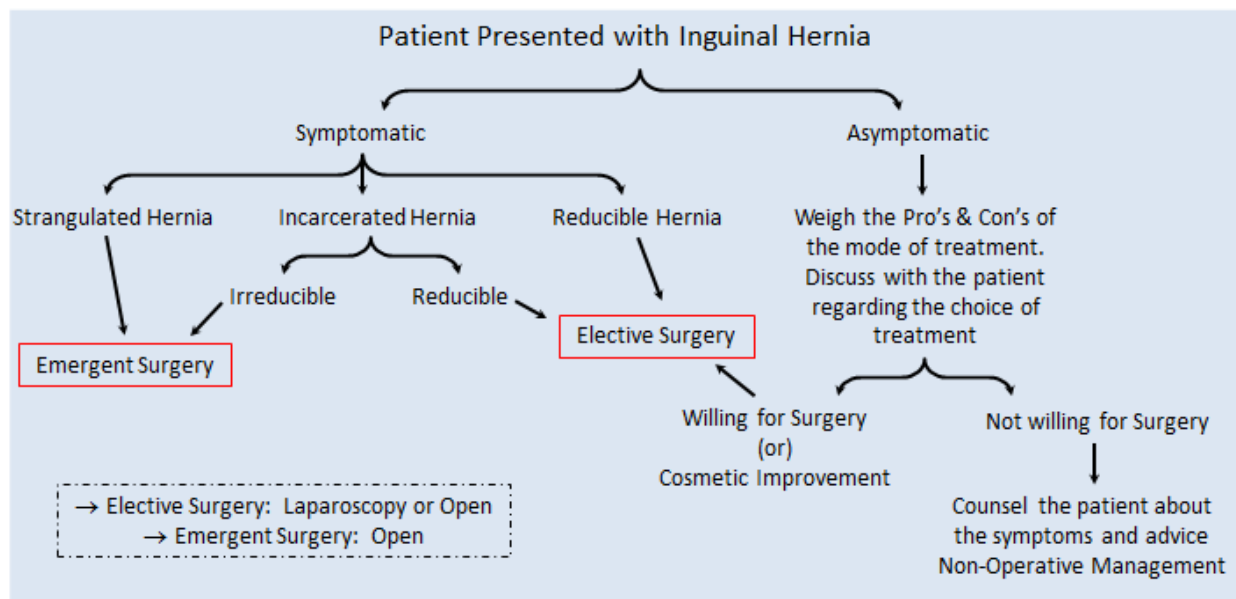 Patient Presented with Inguinal Hernia
Symptomatic
Asymptomatic
Strangulated Hernia
Incarcerated Hernia
Reducible Hernia
Weigh the Pro's & Con's of
the mode of treatment.
Discuss with the patient
regarding the choice of
treatment
Irreducible
Reducible
Emergent Surgery
Elective Surgery
Willing for Surgery
(or)
Cosmetic Improvement
Not willing for Surgery
Counsel the patient about
the symptoms and advice
Non-Operative Management
→ Elective Surgery: Laparoscopy or Open
→ Emergent Surgery: Open